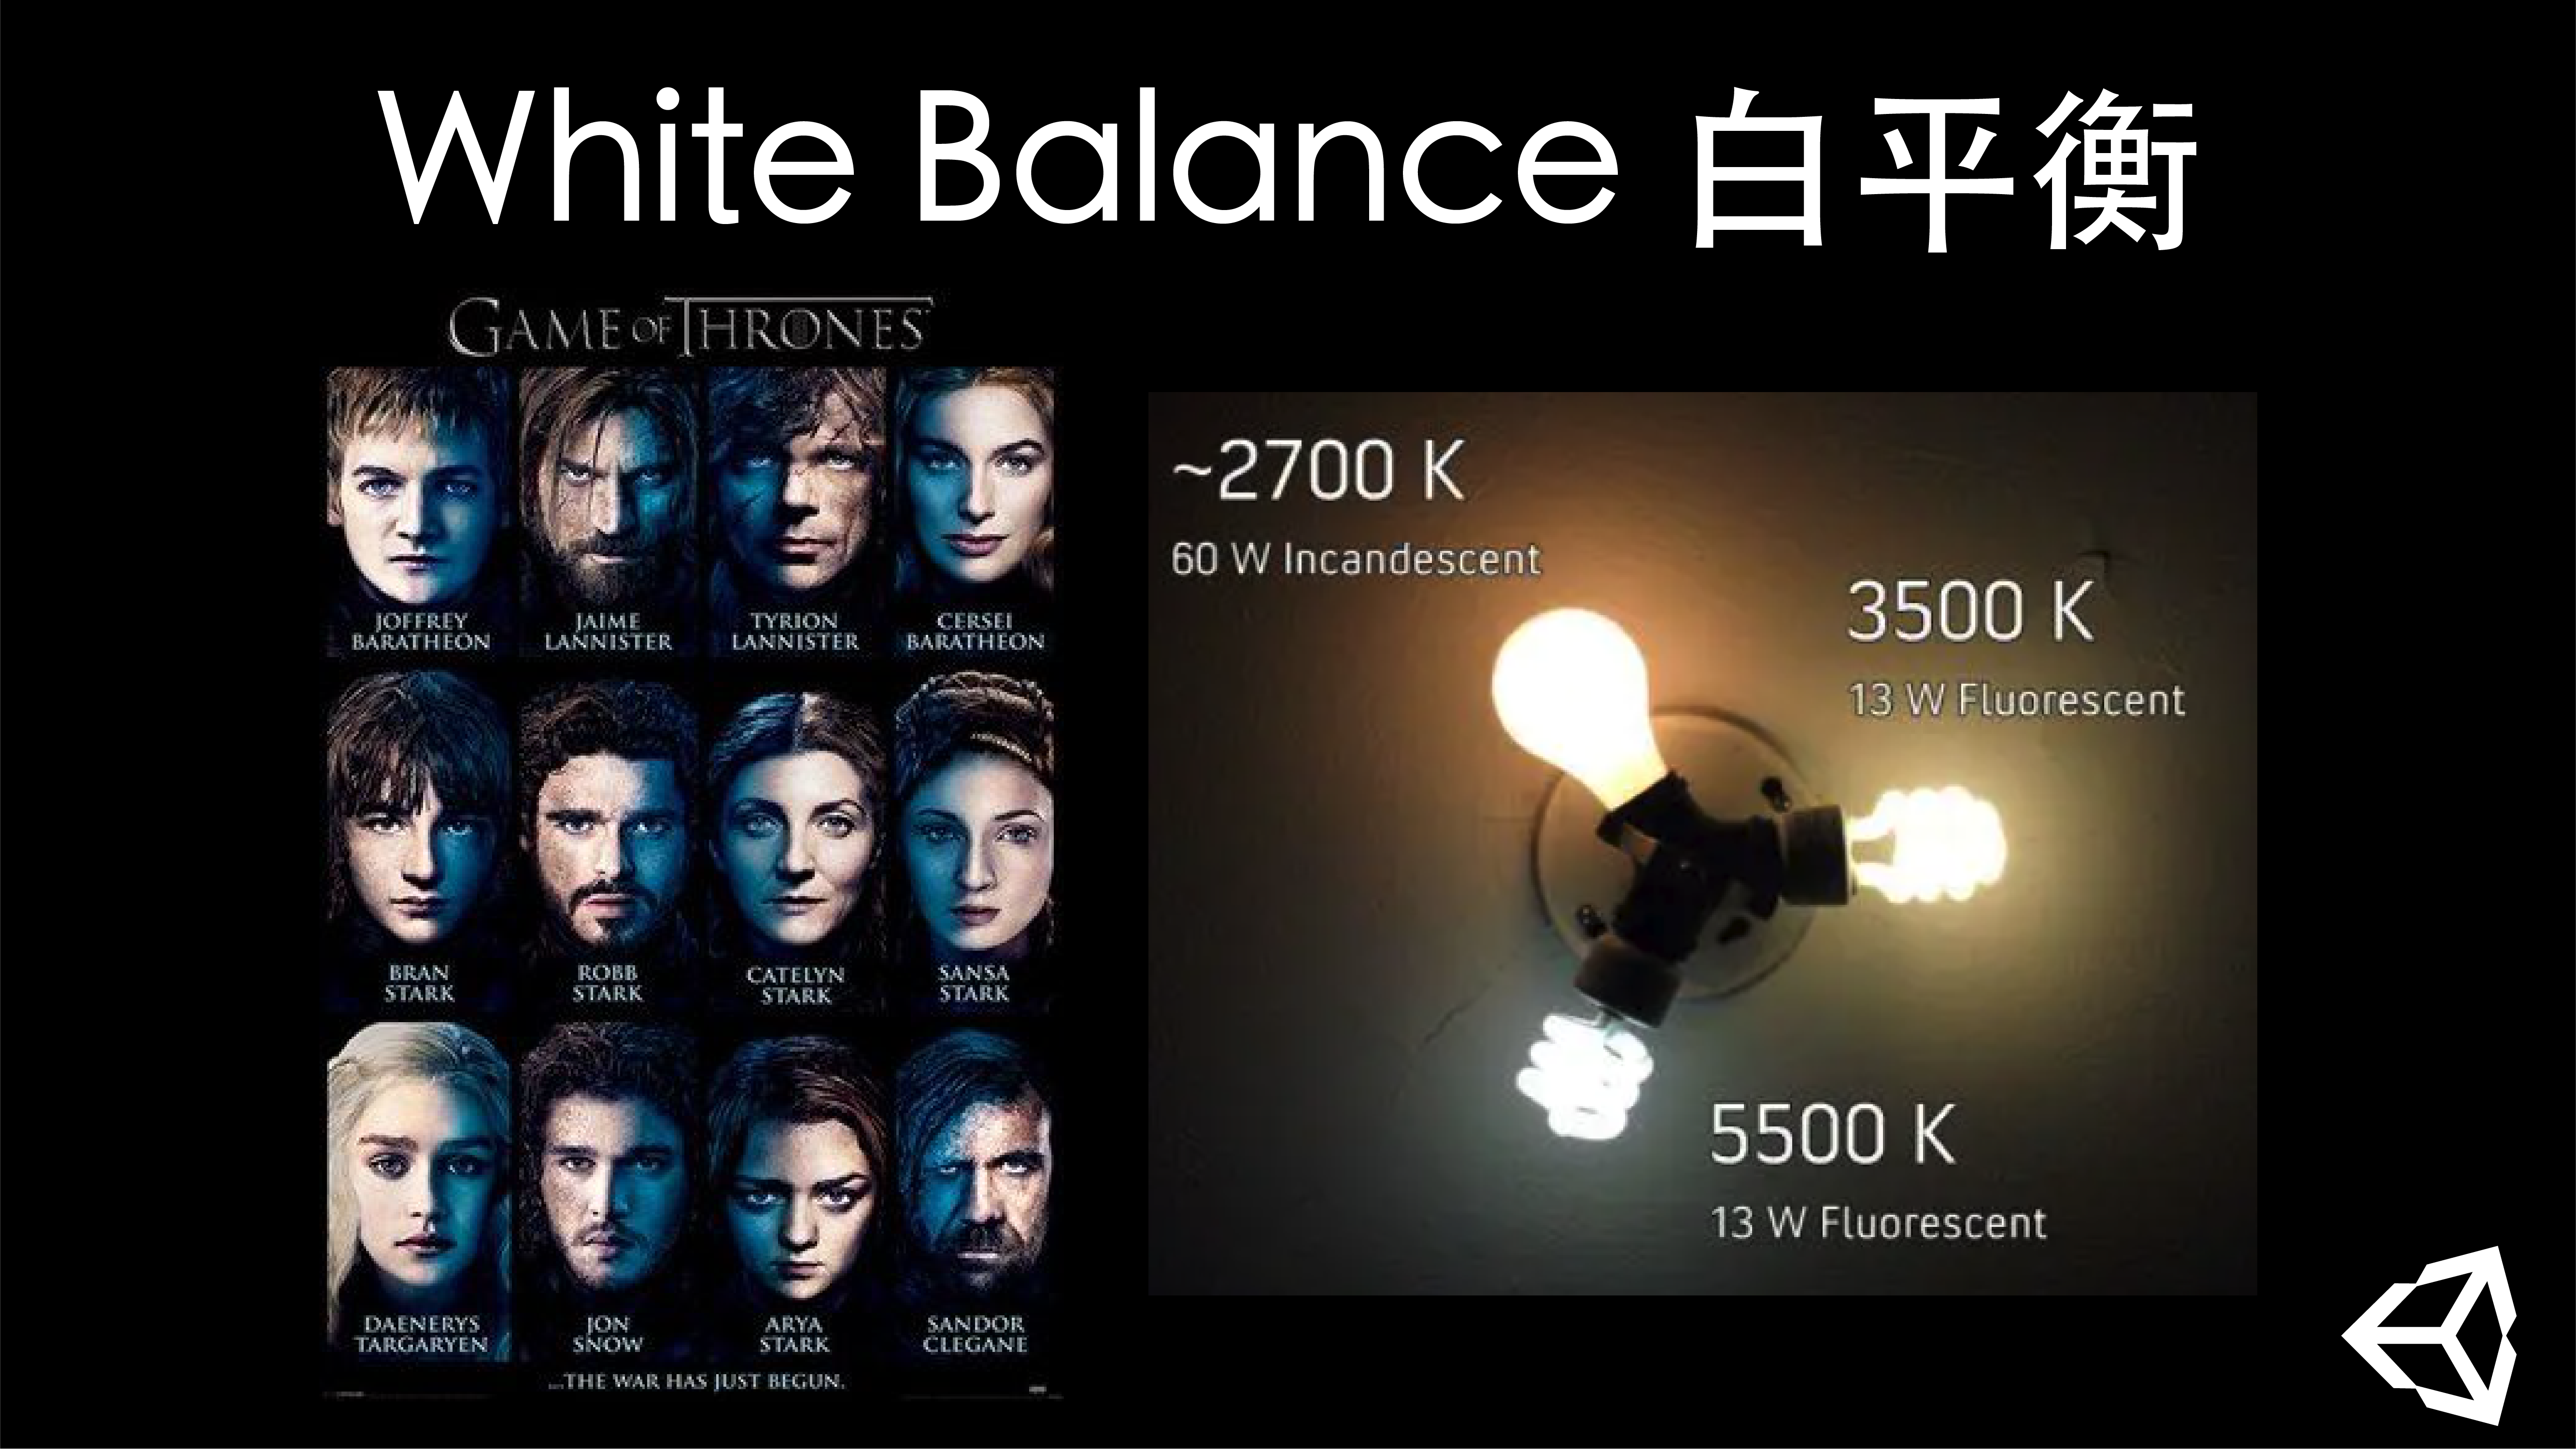 White Balance 白平衡
GAME OF THRONES
JOFFREY
BARATHEON
JAIME
LANNISTER
TYRION
LANNISTER
CERSEI
BARATHEON
BRAN
STARK
ROBB
STARK
CATELYN
STARK
SANSA
STARK
DAENERYS
TARGARYEN
JON
SNOW
ARYA
STARK
SANDOR
CLEGANE
...THE WAR HAS JUST BEGUN.
~2700 K
60 W Incandescent
3500 K
13 W Fluorescent
5500 K
13 W Fluorescent